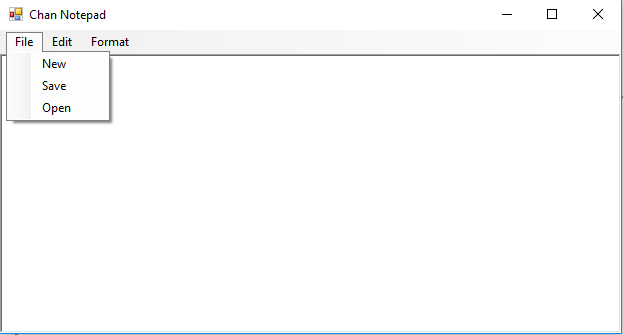 Chan Notepad
File Edit Format
New
Save
Open